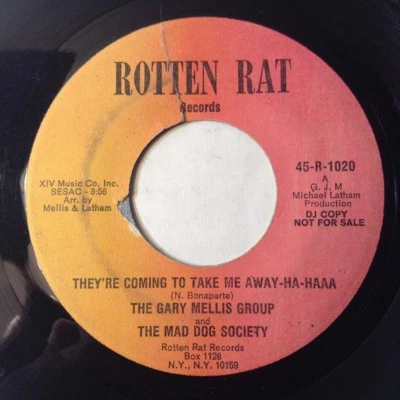 ROTTEN RAT
Records
45-R-1020
XIV Music Co. Inc.
SESAC - 3:56
Arr. by
Mellis & Latham
A
G. J. M
Michael Latham
Production
DJ COPY
NOT FOR SALE
THEY'RE COMING TO TAKE ME AWAY-HA-HAAA
(N. Bonaparte)
THE GARY MELLIS GROUP
and
THE MAD DOG SOCIETY
Rotten Rat Records
Box 1126
N.Y., N.Y. 10159